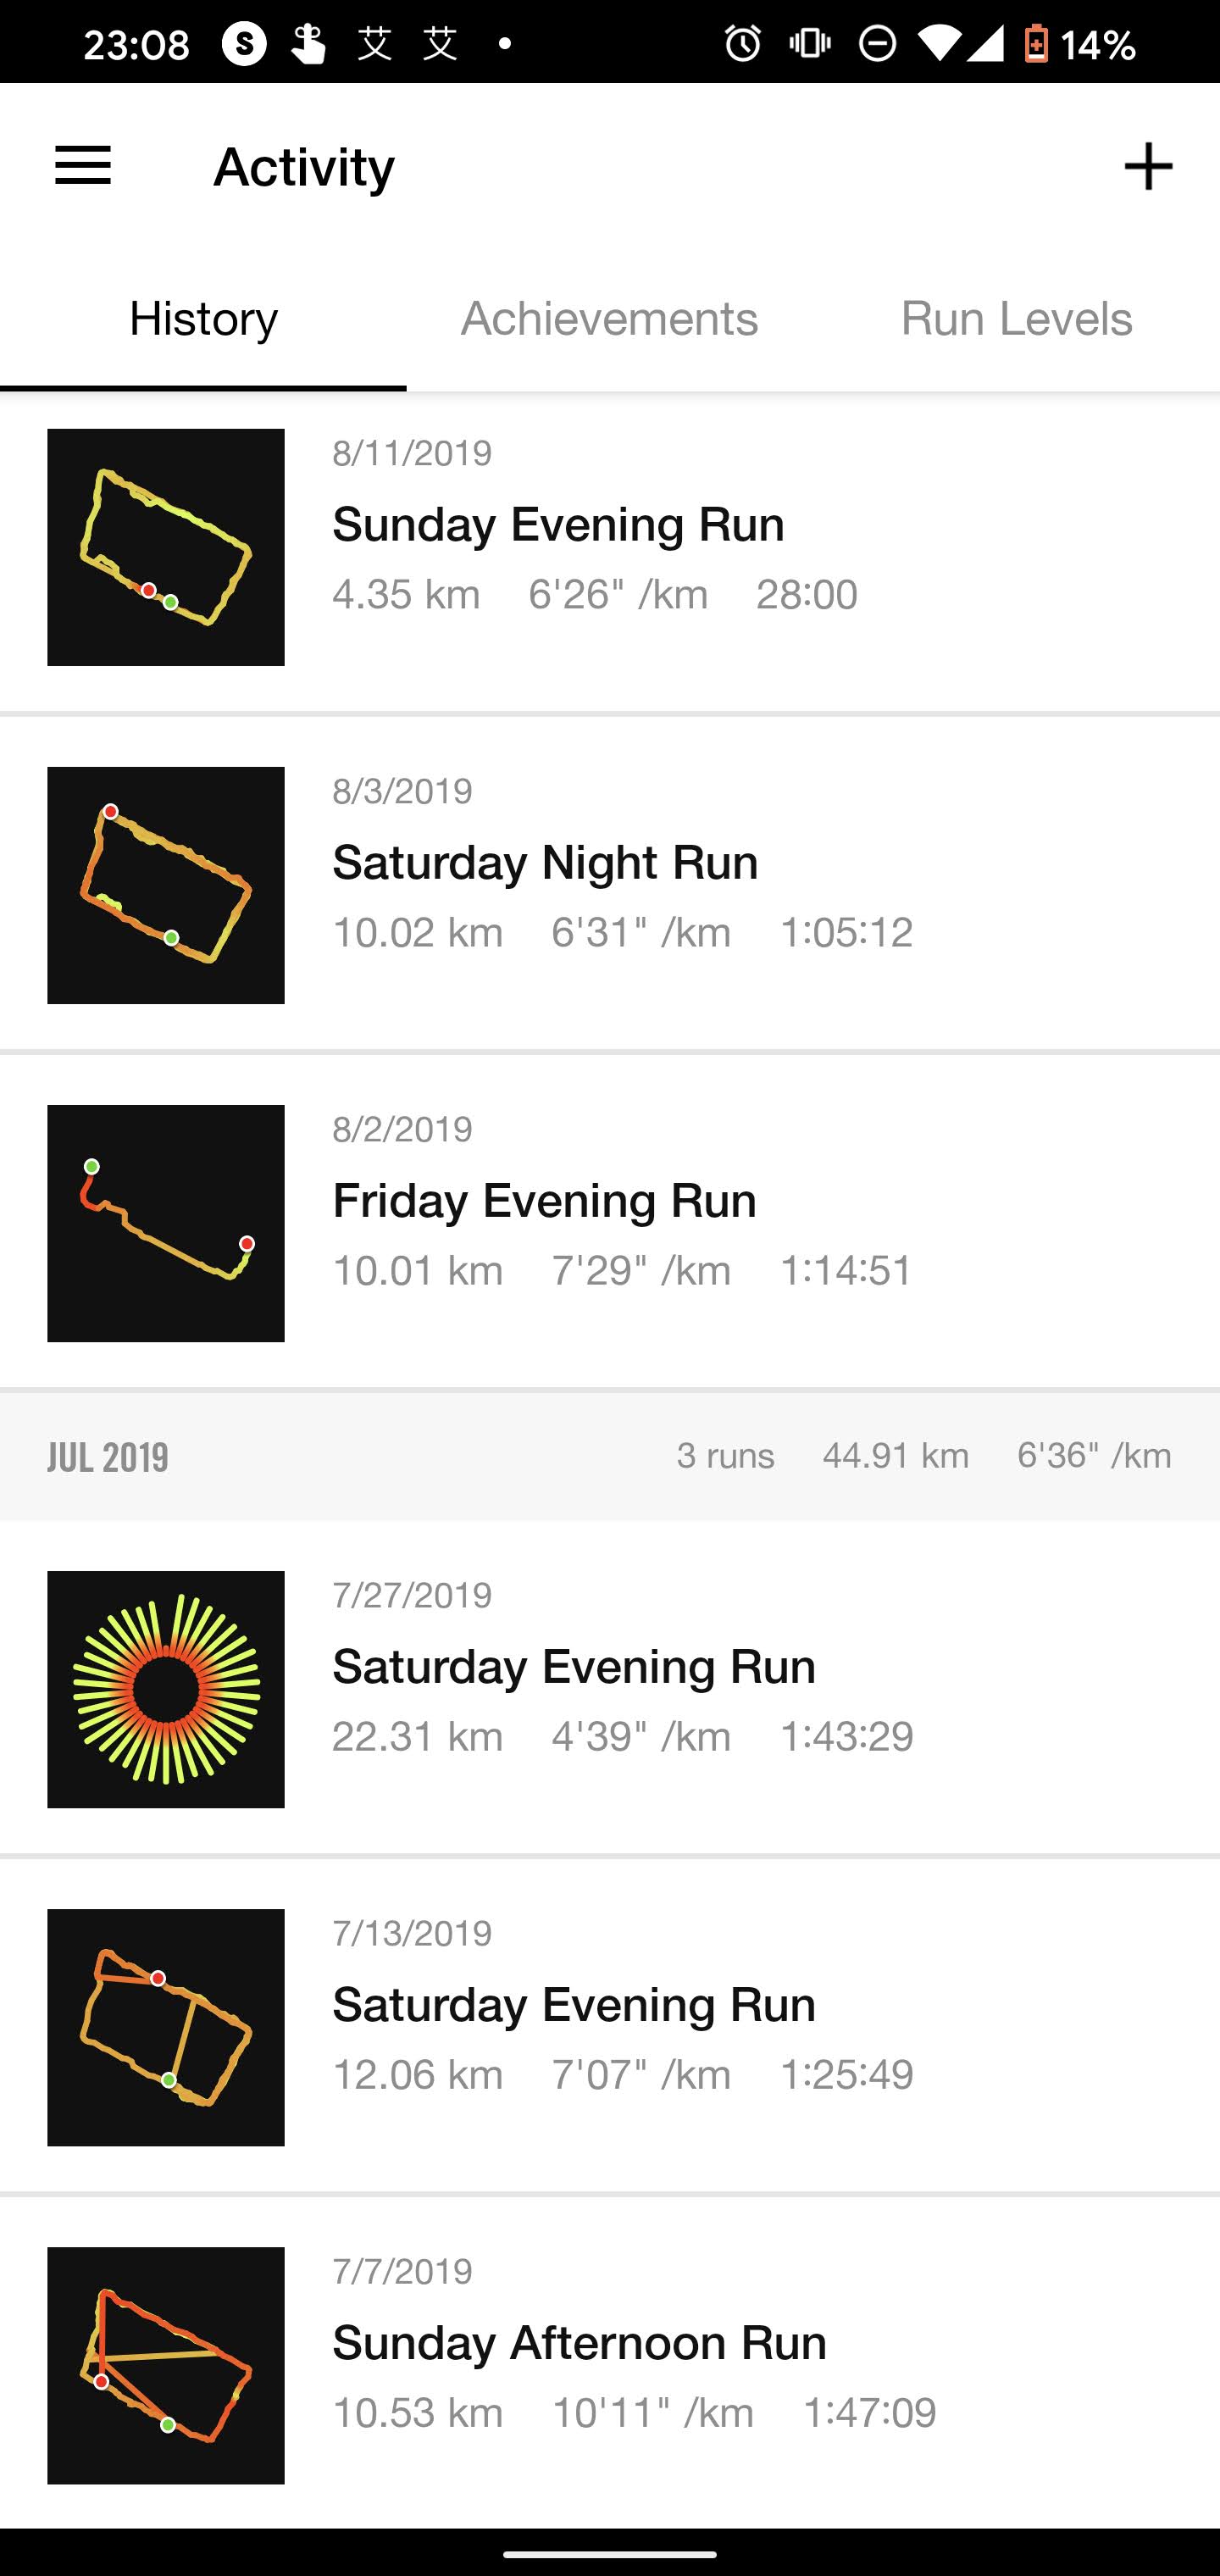 23:08 S 艾 艾 14%
Activity
History Achievements Run Levels
8/11/2019
Sunday Evening Run
4.35 km 6'26" /km 28:00
8/3/2019
Saturday Night Run
10.02 km 6'31" /km 1:05:12
8/2/2019
Friday Evening Run
10.01 km 7'29" /km 1:14:51
JUL 2019 3 runs 44.91 km 6'36" /km
7/27/2019
Saturday Evening Run
22.31 km 4'39" /km 1:43:29
7/13/2019
Saturday Evening Run
12.06 km 7'07" /km 1:25:49
7/7/2019
Sunday Afternoon Run
10.53 km 10'11" /km 1:47:09